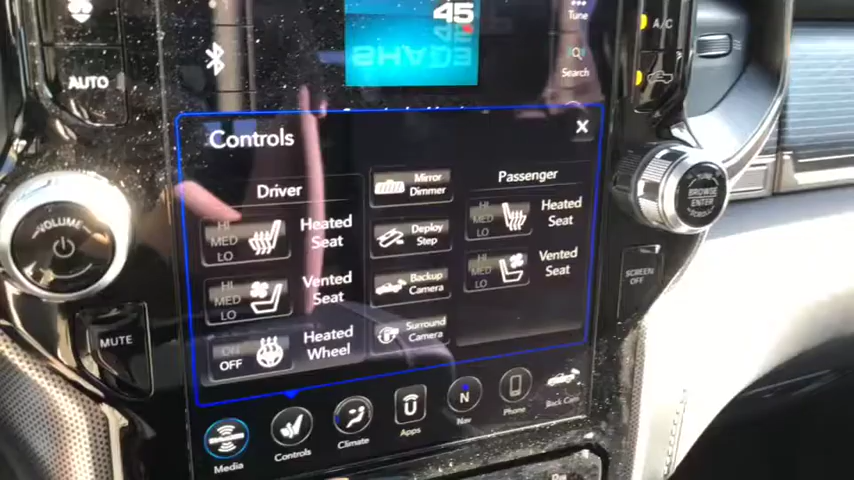 45
A/C
Tune
AUTO
Search
Controls
X
Driver
Mirror
Dimmer
Passenger
HI
MED
LO
Heated
Seat
Deploy
Step
HI
MED
LO
Heated
Seat
BROWSE
ENTER
SCROLL
VOLUME
HI
MED
LO
Vented
Seat
Backup
Camera
HI
MED
LO
Vented
Seat
SCREEN
OFF
MUTE
ON
OFF
Heated
Wheel
Surround
Camera
N
Media
Controls
Climate
Apps
Nav
Phone
Back Cam